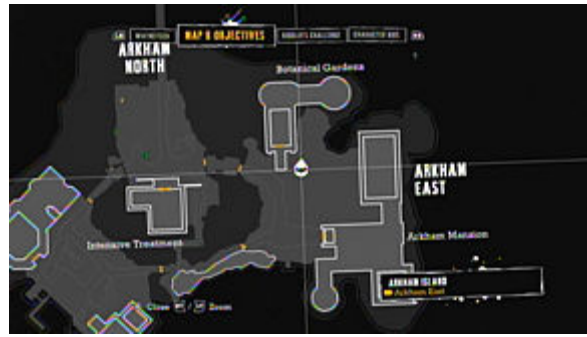 MAP & OBJECTIVES
ARKHAM
NORTH
Botanical Gardens
ARKHAM
EAST
Intensive Treatment
Arkham Mansion
ARKHAM ISLAND
Arkham East
Close
Zoom